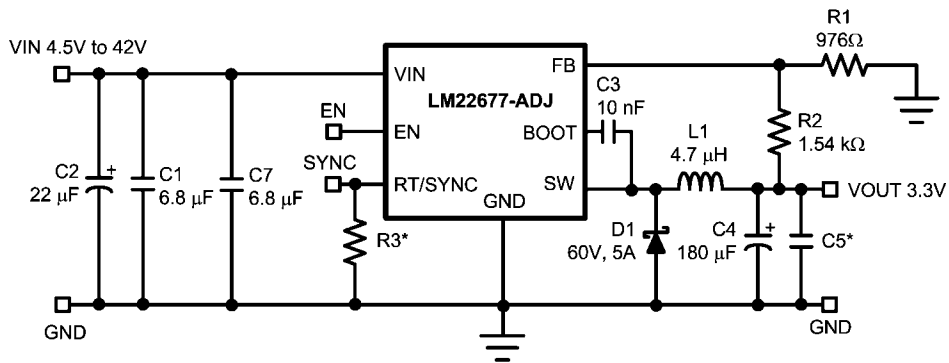 VIN 4.5V to 42V
R1
976Ω
VIN
FB
C3
10 nF
LM22677-ADJ
EN
EN
BOOT
R2
1.54 kΩ
L1
4.7 μH
SYNC
C2
22 μF
+
C1
6.8 μF
C7
6.8 μF
RT/SYNC
SW
GND
VOUT 3.3V
R3*
D1
60V, 5A
C4
180 μF
+
C5*
GND
GND